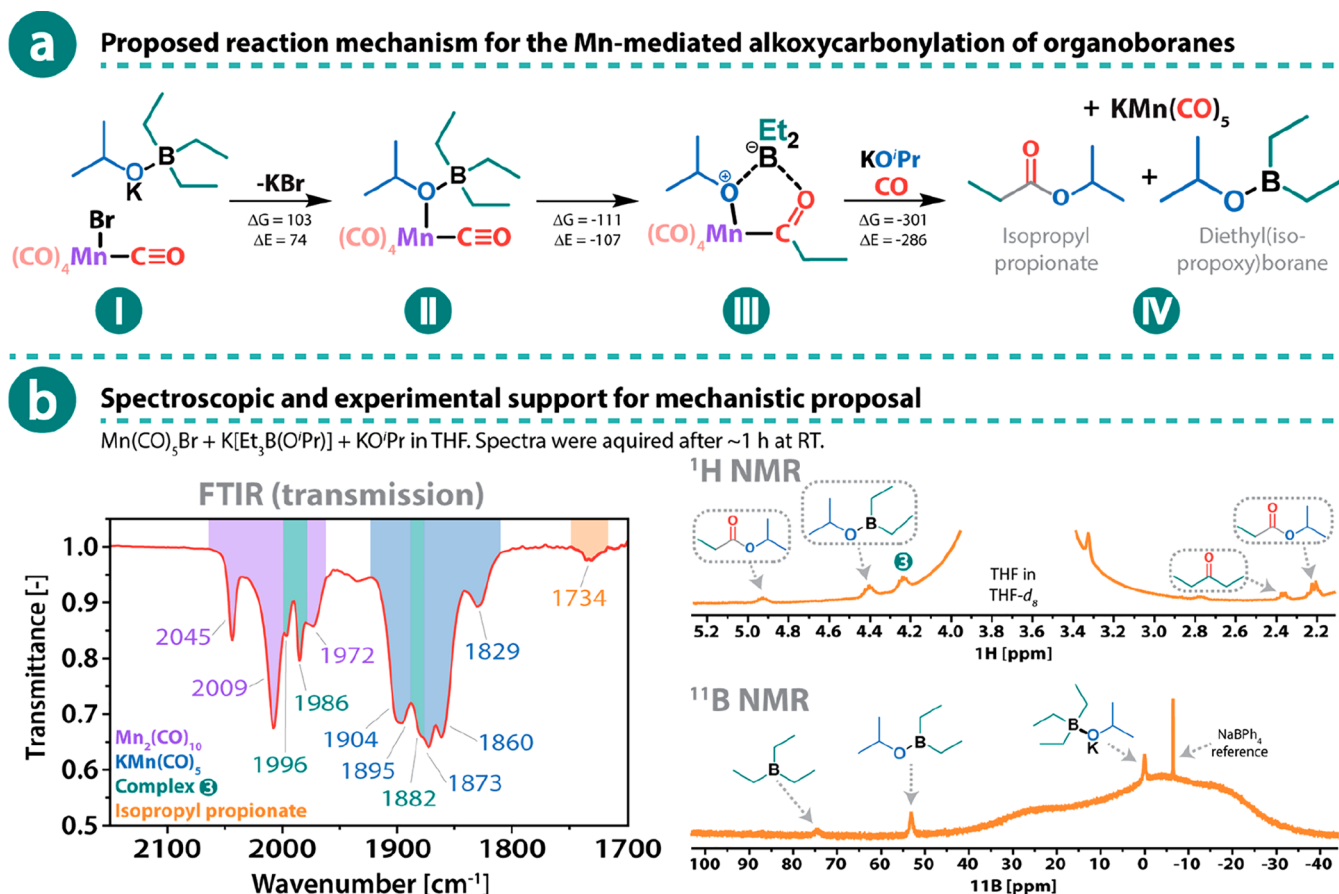 a
Proposed reaction mechanism for the Mn-mediated alkoxycarbonylation of organoboranes
O B
K
Br
(CO)₄Mn C≡O
-KBr
ΔG = 103
ΔE = 74
O B
(CO)₄Mn C≡O
ΔG = -111
ΔE = -107
Et₂
⊖B
O⊕ O
(CO)₄Mn C
KOⁱPr
CO
ΔG = -301
ΔE = -286
+ KMn(CO)₅
O
O
+
O B
Isopropyl
propionate
Diethyl(iso-
propoxy)borane
I
II
III
IV
b
Spectroscopic and experimental support for mechanistic proposal
Mn(CO)₅Br + K[Et₃B(OⁱPr)] + KOⁱPr in THF. Spectra were aquired after ~1 h at RT.
FTIR (transmission)
Transmittance [-]
1.0
0.9
0.8
0.7
0.6
0.5
2045
2009
1996
1986
1972
1904
1895
1882
1873
1860
1829
1734
Mn₂(CO)₁₀
KMn(CO)₅
Complex 3
Isopropyl propionate
2100 2000 1900 1800 1700
Wavenumber [cm⁻¹]
¹H NMR
O
O
O B
3
THF in
THF-d₈
O
O
O
5.2 5.0 4.8 4.6 4.4 4.2 4.0 3.8 3.6 3.4 3.2 3.0 2.8 2.6 2.4 2.2
1H [ppm]
¹¹B NMR
B
O B
B O
K
NaBPh₄
reference
100 90 80 70 60 50 40 30 20 10 0 -10 -20 -30 -40
11B [ppm]